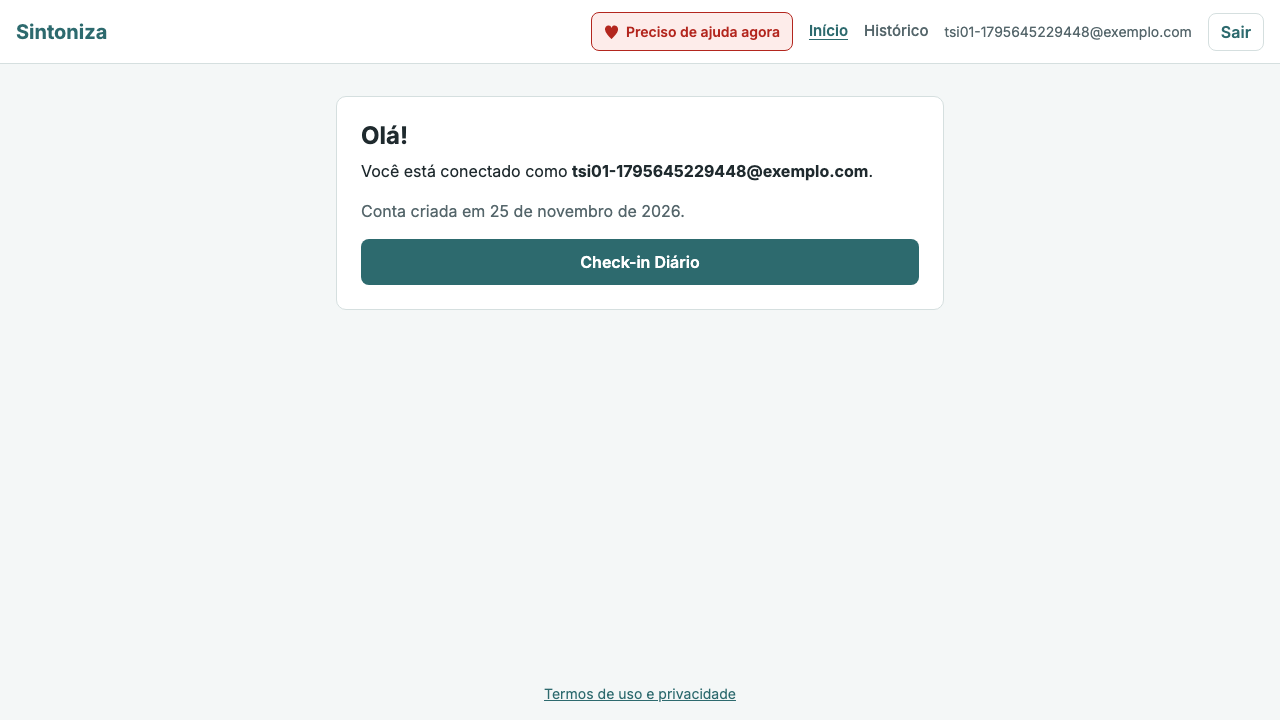 Sintoniza
Preciso de ajuda agora
Início
Histórico
tsi01-1795645229448@exemplo.com
Sair
Olá!
Você está conectado como tsi01-1795645229448@exemplo.com.
Conta criada em 25 de novembro de 2026.
Check-in Diário
Termos de uso e privacidade